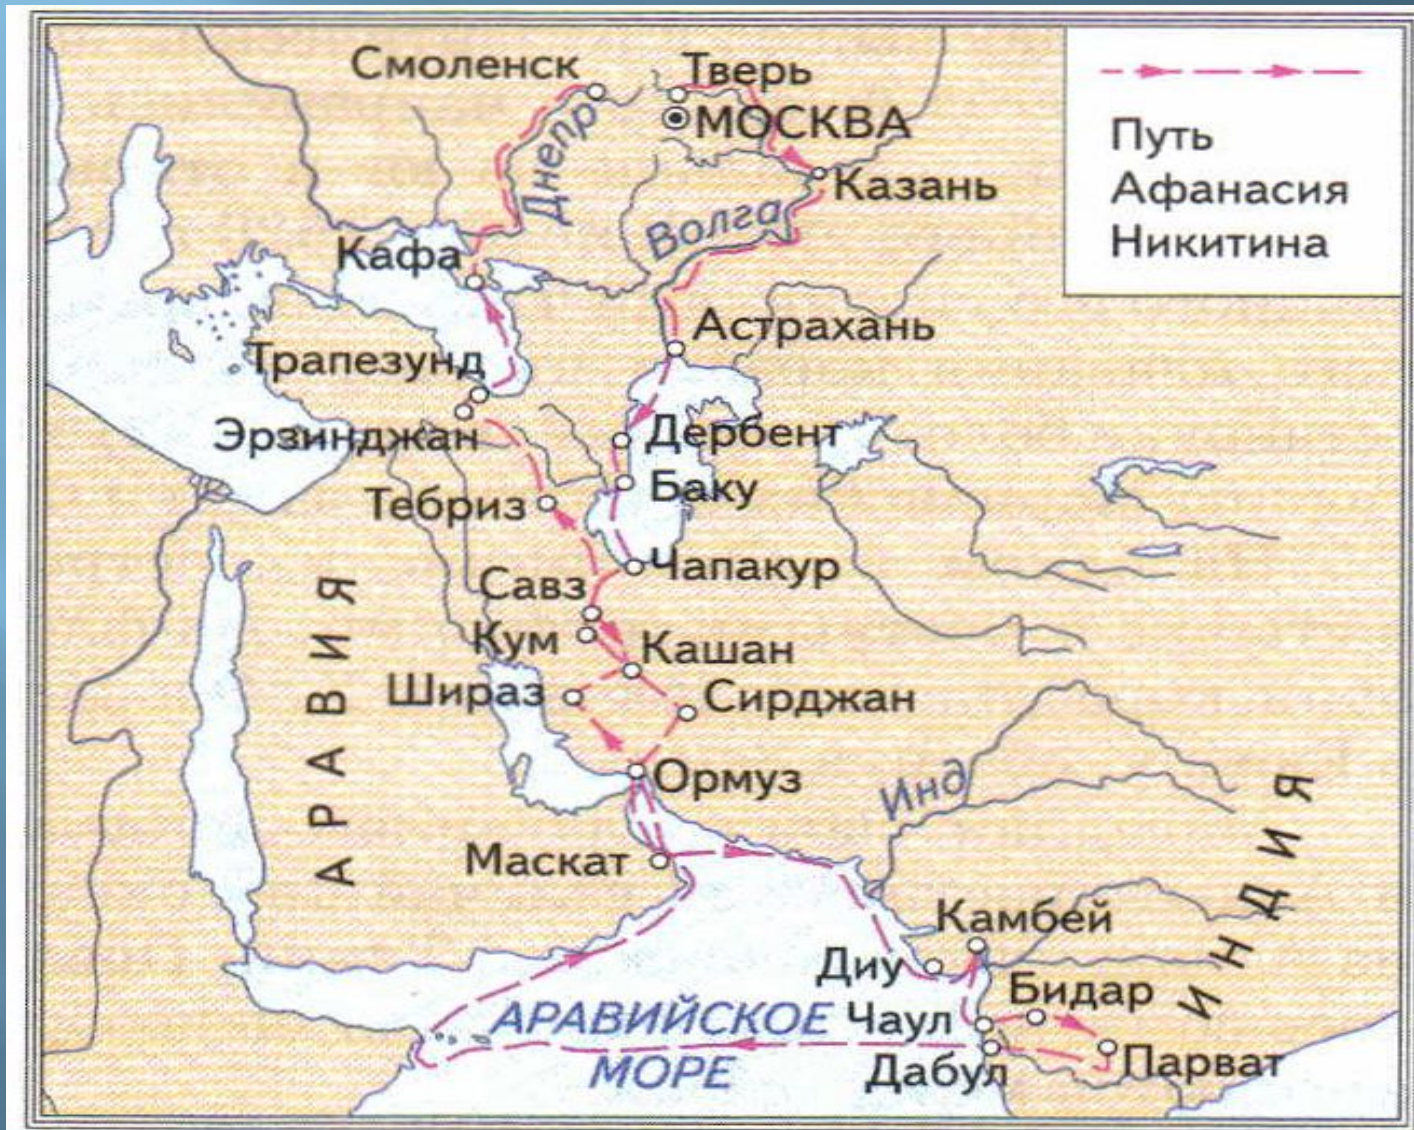 Смоленск
Тверь
МОСКВА
Днепр
Казань
Волга
Кафа
Астрахань
Трапезунд
Эрзинджан
Дербент
Баку
Тебриз
Чапакур
Савз
Кум
Кашан
Шираз
Сирджан
АРАВИЯ
Ормуз
Инд
Маскат
ИНДИЯ
Камбей
Диу
Бидар
Чаул
АРАВИЙСКОЕ
МОРЕ
Дабул
Парват
Путь
Афанасия
Никитина